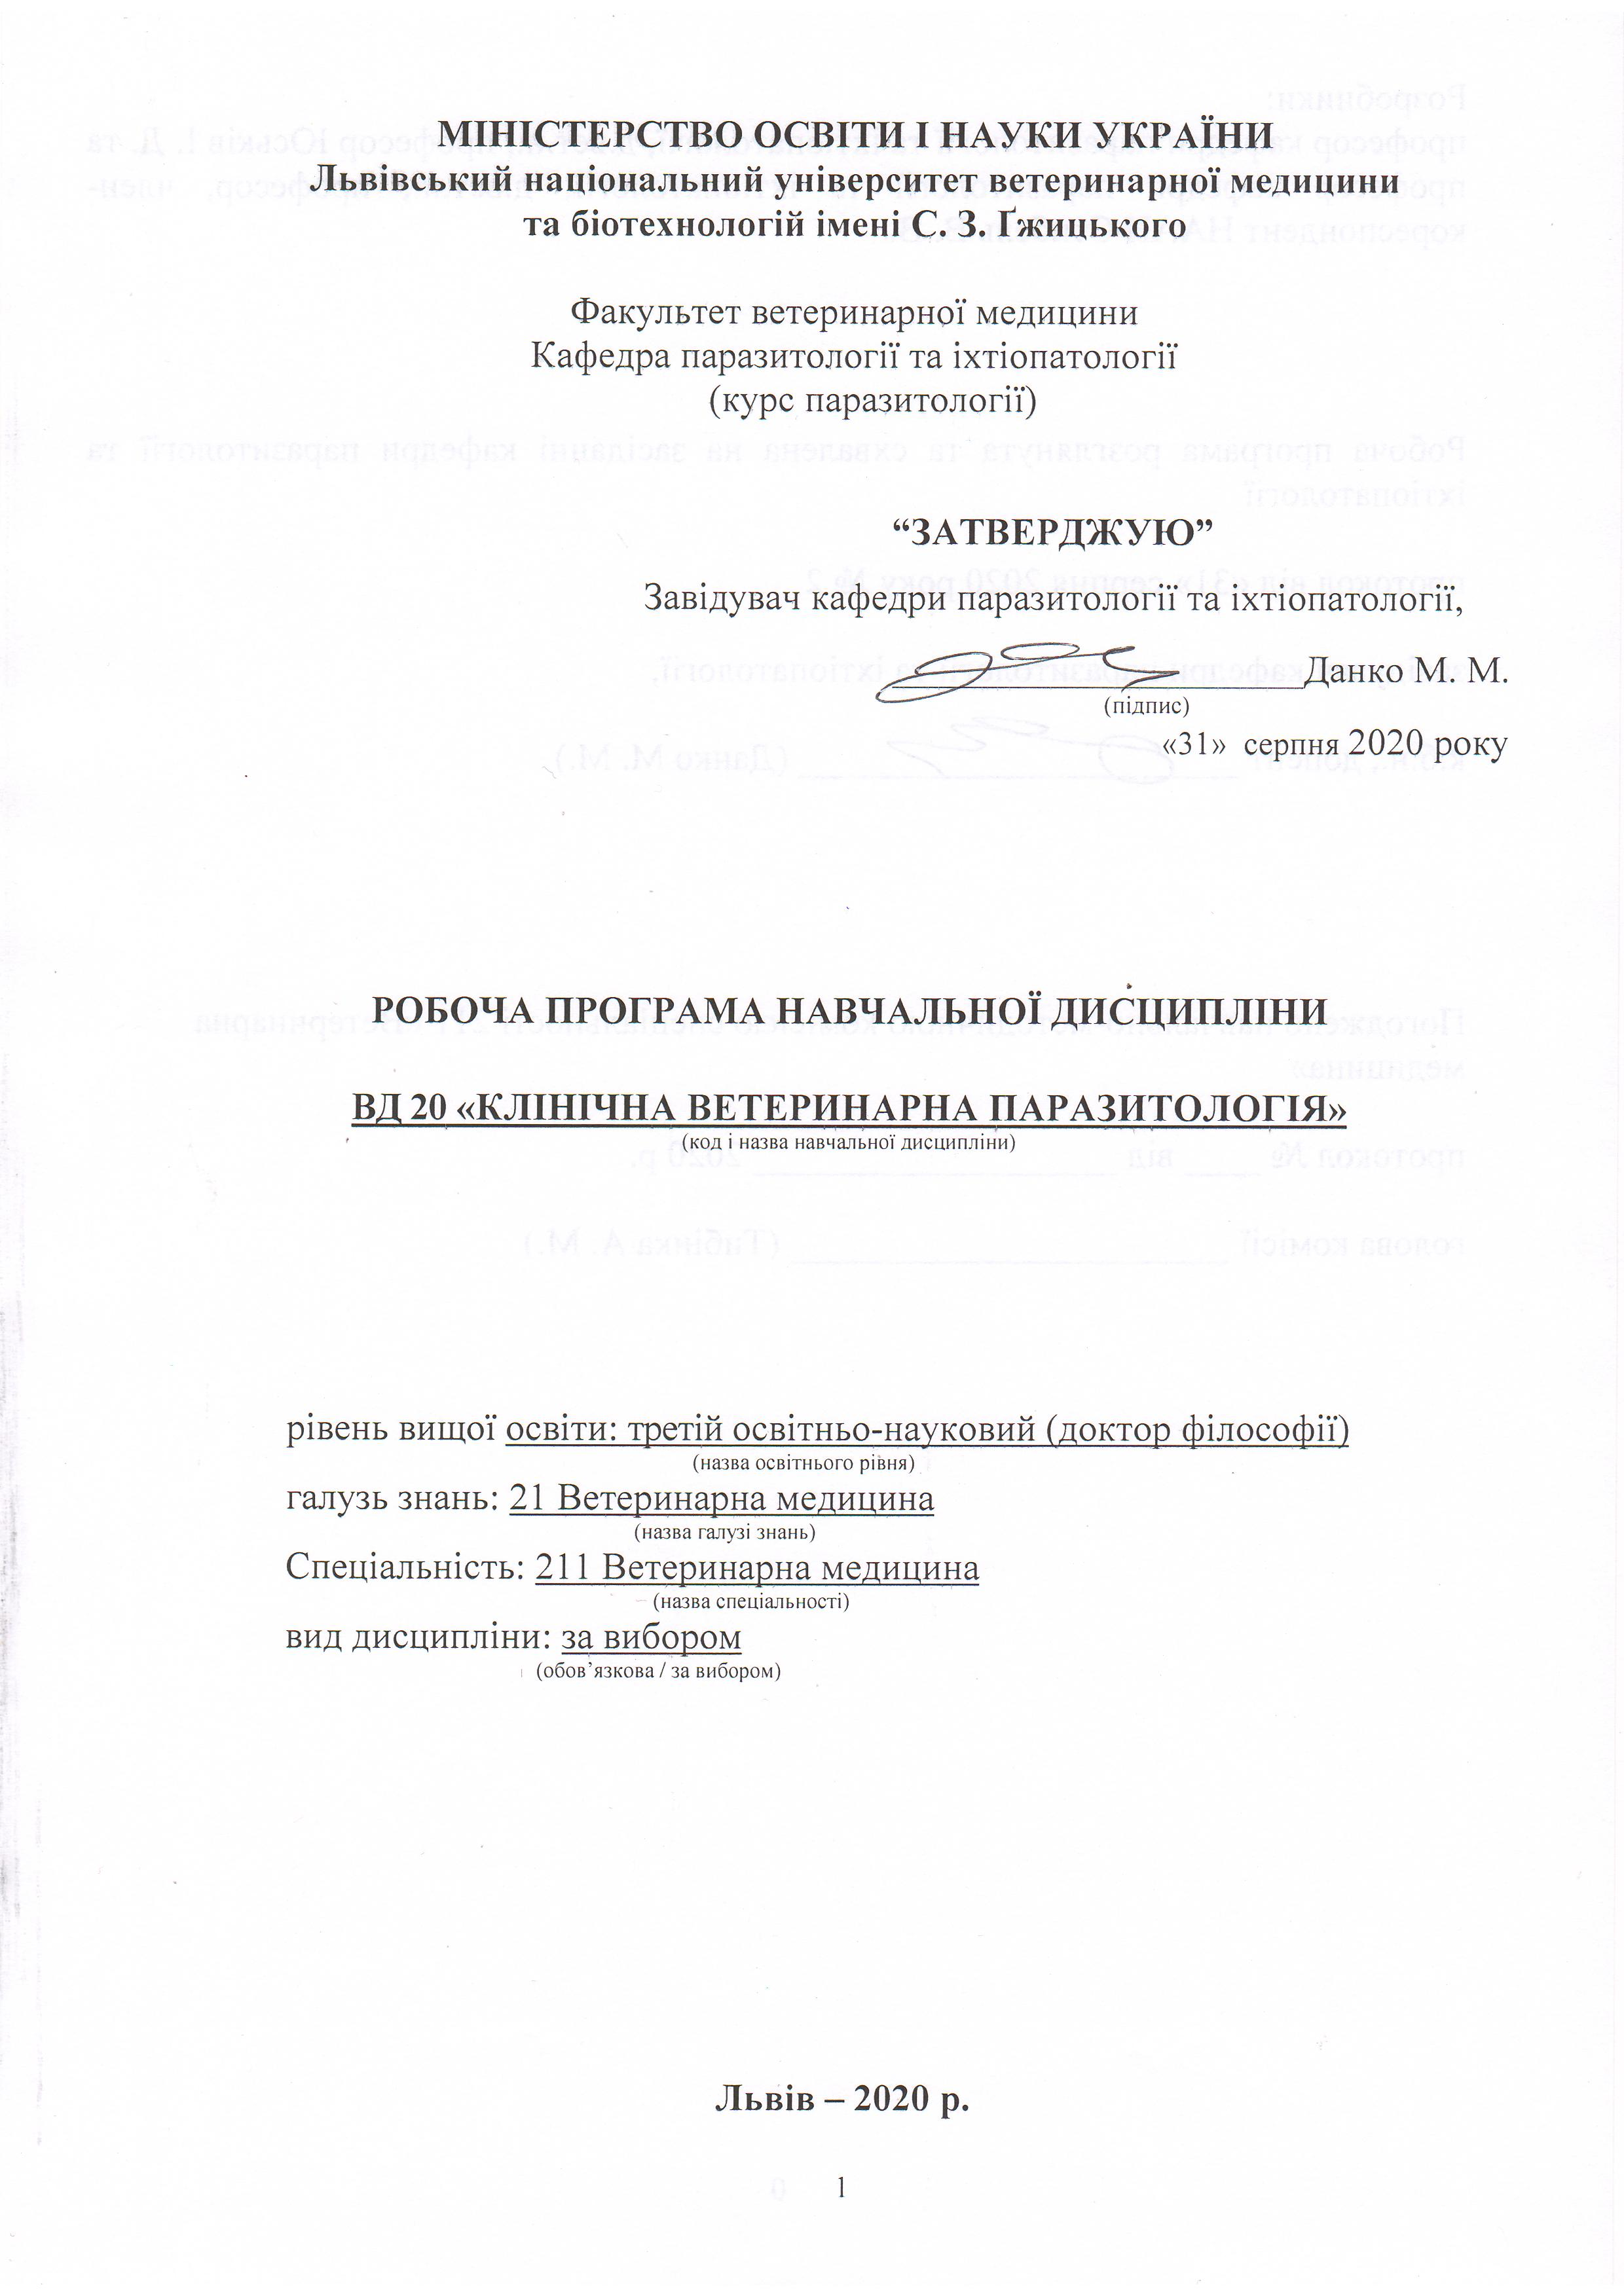 МІНІСТЕРСТВО ОСВІТИ І НАУКИ УКРАЇНИ
Львівський національний університет ветеринарної медицини
та біотехнологій імені С. З. Ґжицького
Факультет ветеринарної медицини
Кафедра паразитології та іхтіопатології
(курс паразитології)
“ЗАТВЕРДЖУЮ”
Завідувач кафедри паразитології та іхтіопатології,
Данко М. М.
(підпис)
«31» серпня 2020 року
РОБОЧА ПРОГРАМА НАВЧАЛЬНОЇ ДИСЦИПЛІНИ
ВД 20 «КЛІНІЧНА ВЕТЕРИНАРНА ПАРАЗИТОЛОГІЯ»
(код і назва навчальної дисципліни)
рівень вищої освіти: третій освітньо-науковий (доктор філософії)
(назва освітнього рівня)
галузь знань: 21 Ветеринарна медицина
(назва галузі знань)
Спеціальність: 211 Ветеринарна медицина
(назва спеціальності)
вид дисципліни: за вибором
(обов’язкова / за вибором)
Львів – 2020 р.
1